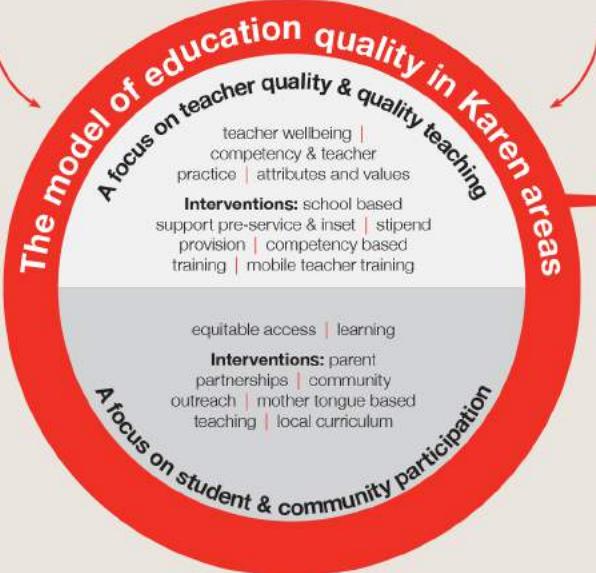 The model of education quality in Karen areas
A focus on teacher quality & quality teaching
teacher wellbeing |
competency & teacher
practice | attributes and values
Interventions: school based
support pre-service & inset | stipend
provision | competency based
training | mobile teacher training
equitable access | learning
Interventions: parent
partnerships | community
outreach | mother tongue based
teaching | local curriculum
A focus on student & community participation